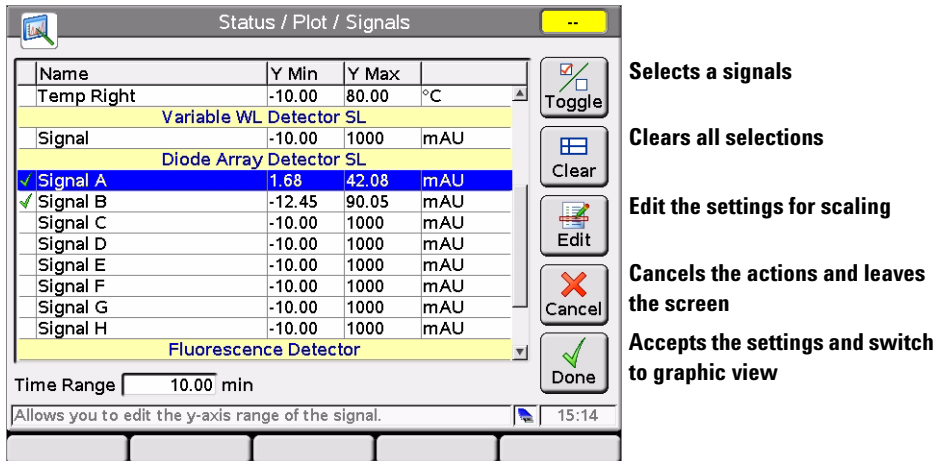 Status / Plot / Signals
--
Name Y Min Y Max
Temp Right -10.00 80.00 °C
Variable WL Detector SL
Signal -10.00 1000 mAU
Diode Array Detector SL
Signal A 1.68 42.08 mAU
Signal B -12.45 90.05 mAU
Signal C -10.00 1000 mAU
Signal D -10.00 1000 mAU
Signal E -10.00 1000 mAU
Signal F -10.00 1000 mAU
Signal G -10.00 1000 mAU
Signal H -10.00 1000 mAU
Fluorescence Detector
Time Range 10.00 min
Allows you to edit the y-axis range of the signal.
15:14
Toggle
Clear
Edit
Cancel
Done
Selects a signals
Clears all selections
Edit the settings for scaling
Cancels the actions and leaves
the screen
Accepts the settings and switch
to graphic view